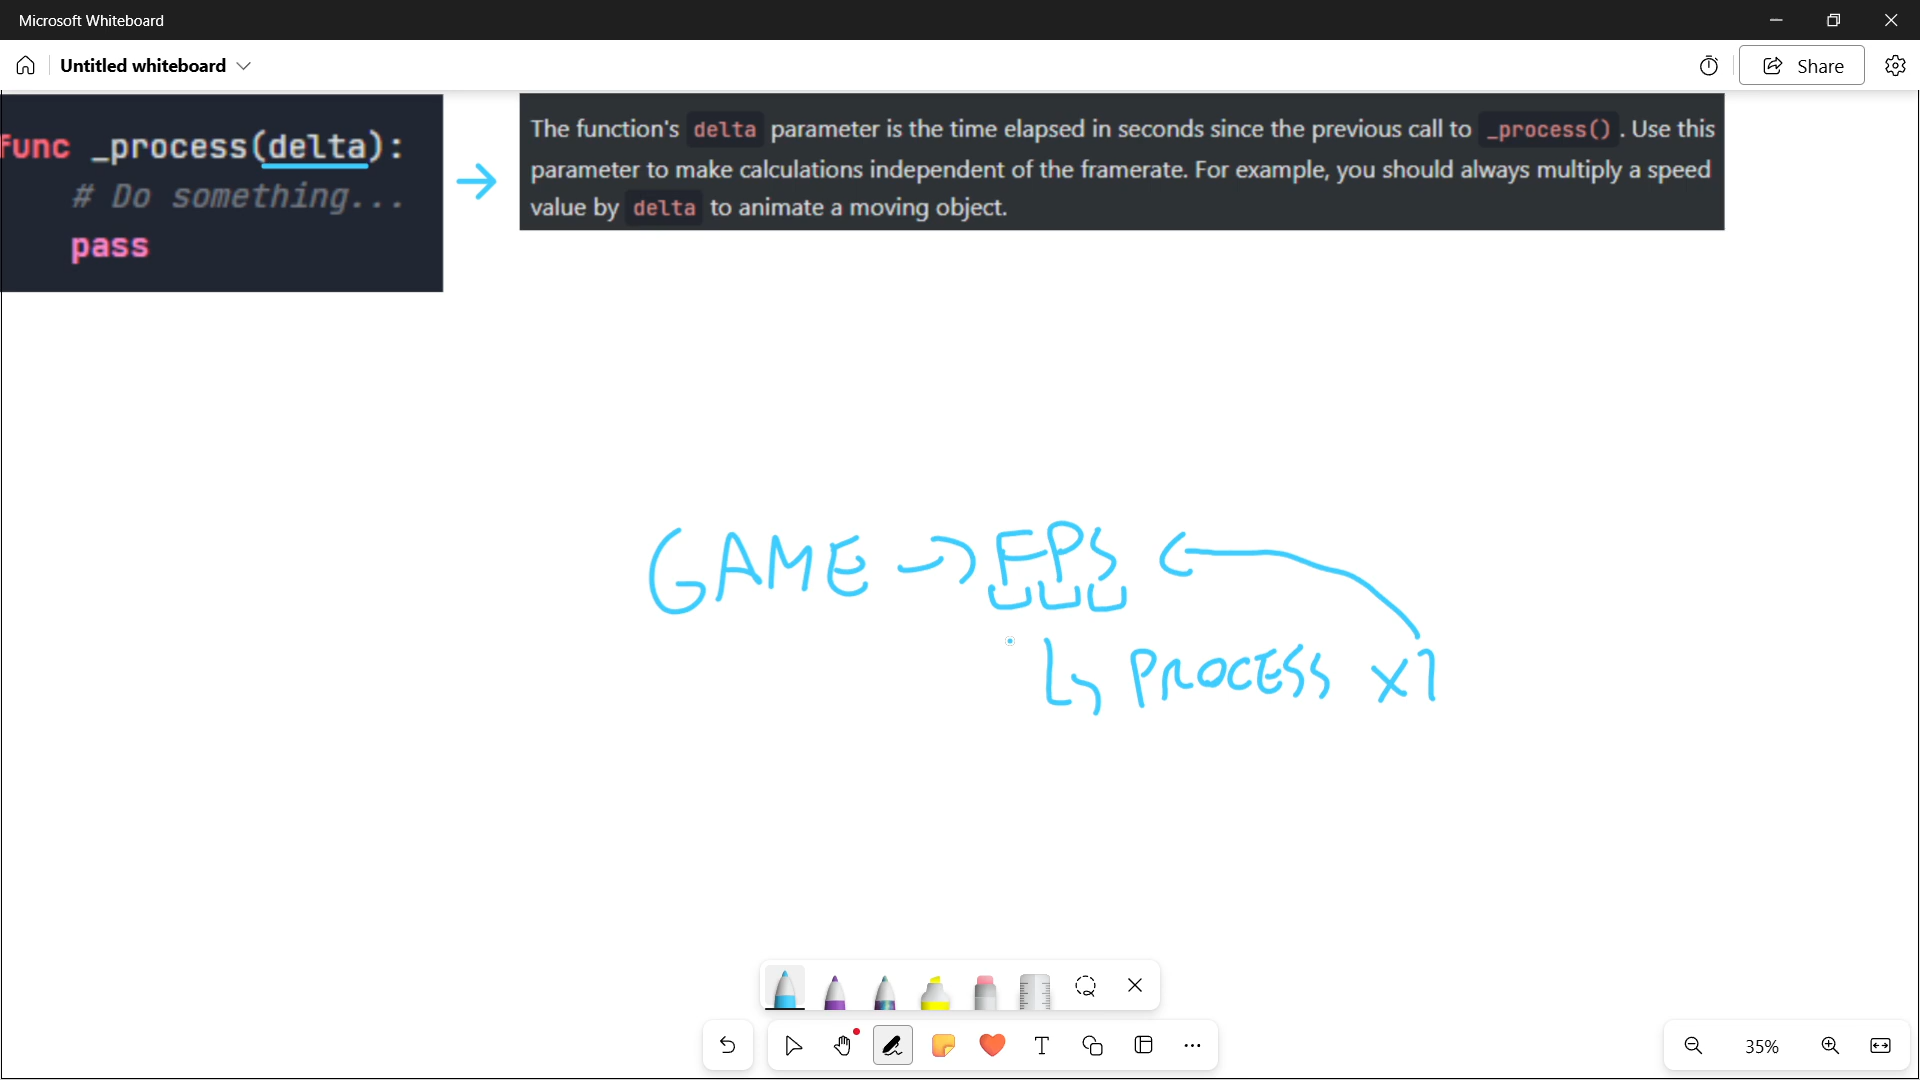 Microsoft Whiteboard
Untitled whiteboard
Share
func _process(delta):
# Do something...
pass
The function's delta parameter is the time elapsed in seconds since the previous call to _process() . Use this
parameter to make calculations independent of the framerate. For example, you should always multiply a speed
value by delta to animate a moving object.
GAME → FPS
PROCESS x1
35%